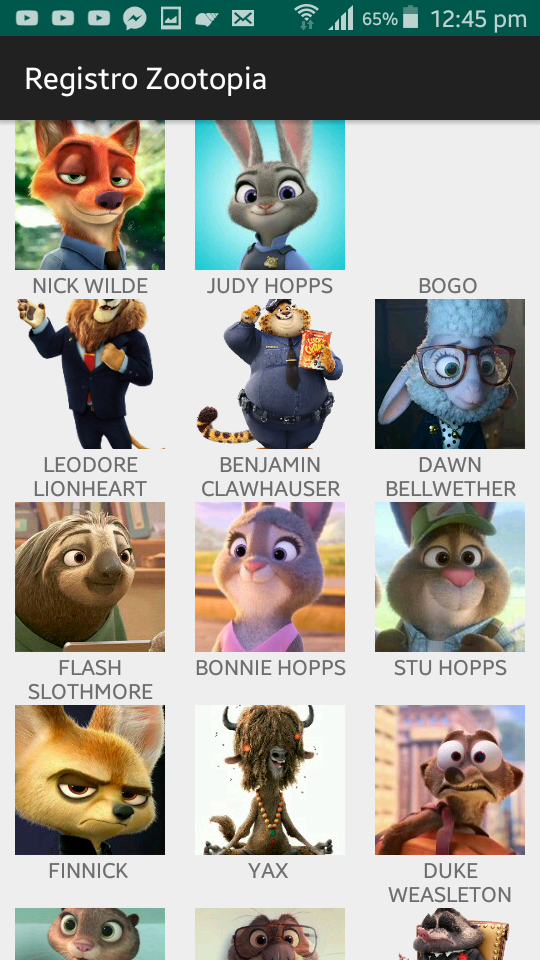 65% 12:45 pm
Registro Zootopia
NICK WILDE JUDY HOPPS BOGO
LEODORE LIONHEART
BENJAMIN CLAWHAUSER
DAWN BELLWETHER
FLASH SLOTHMORE
BONNIE HOPPS
STU HOPPS
FINNICK
YAX
DUKE WEASLETON